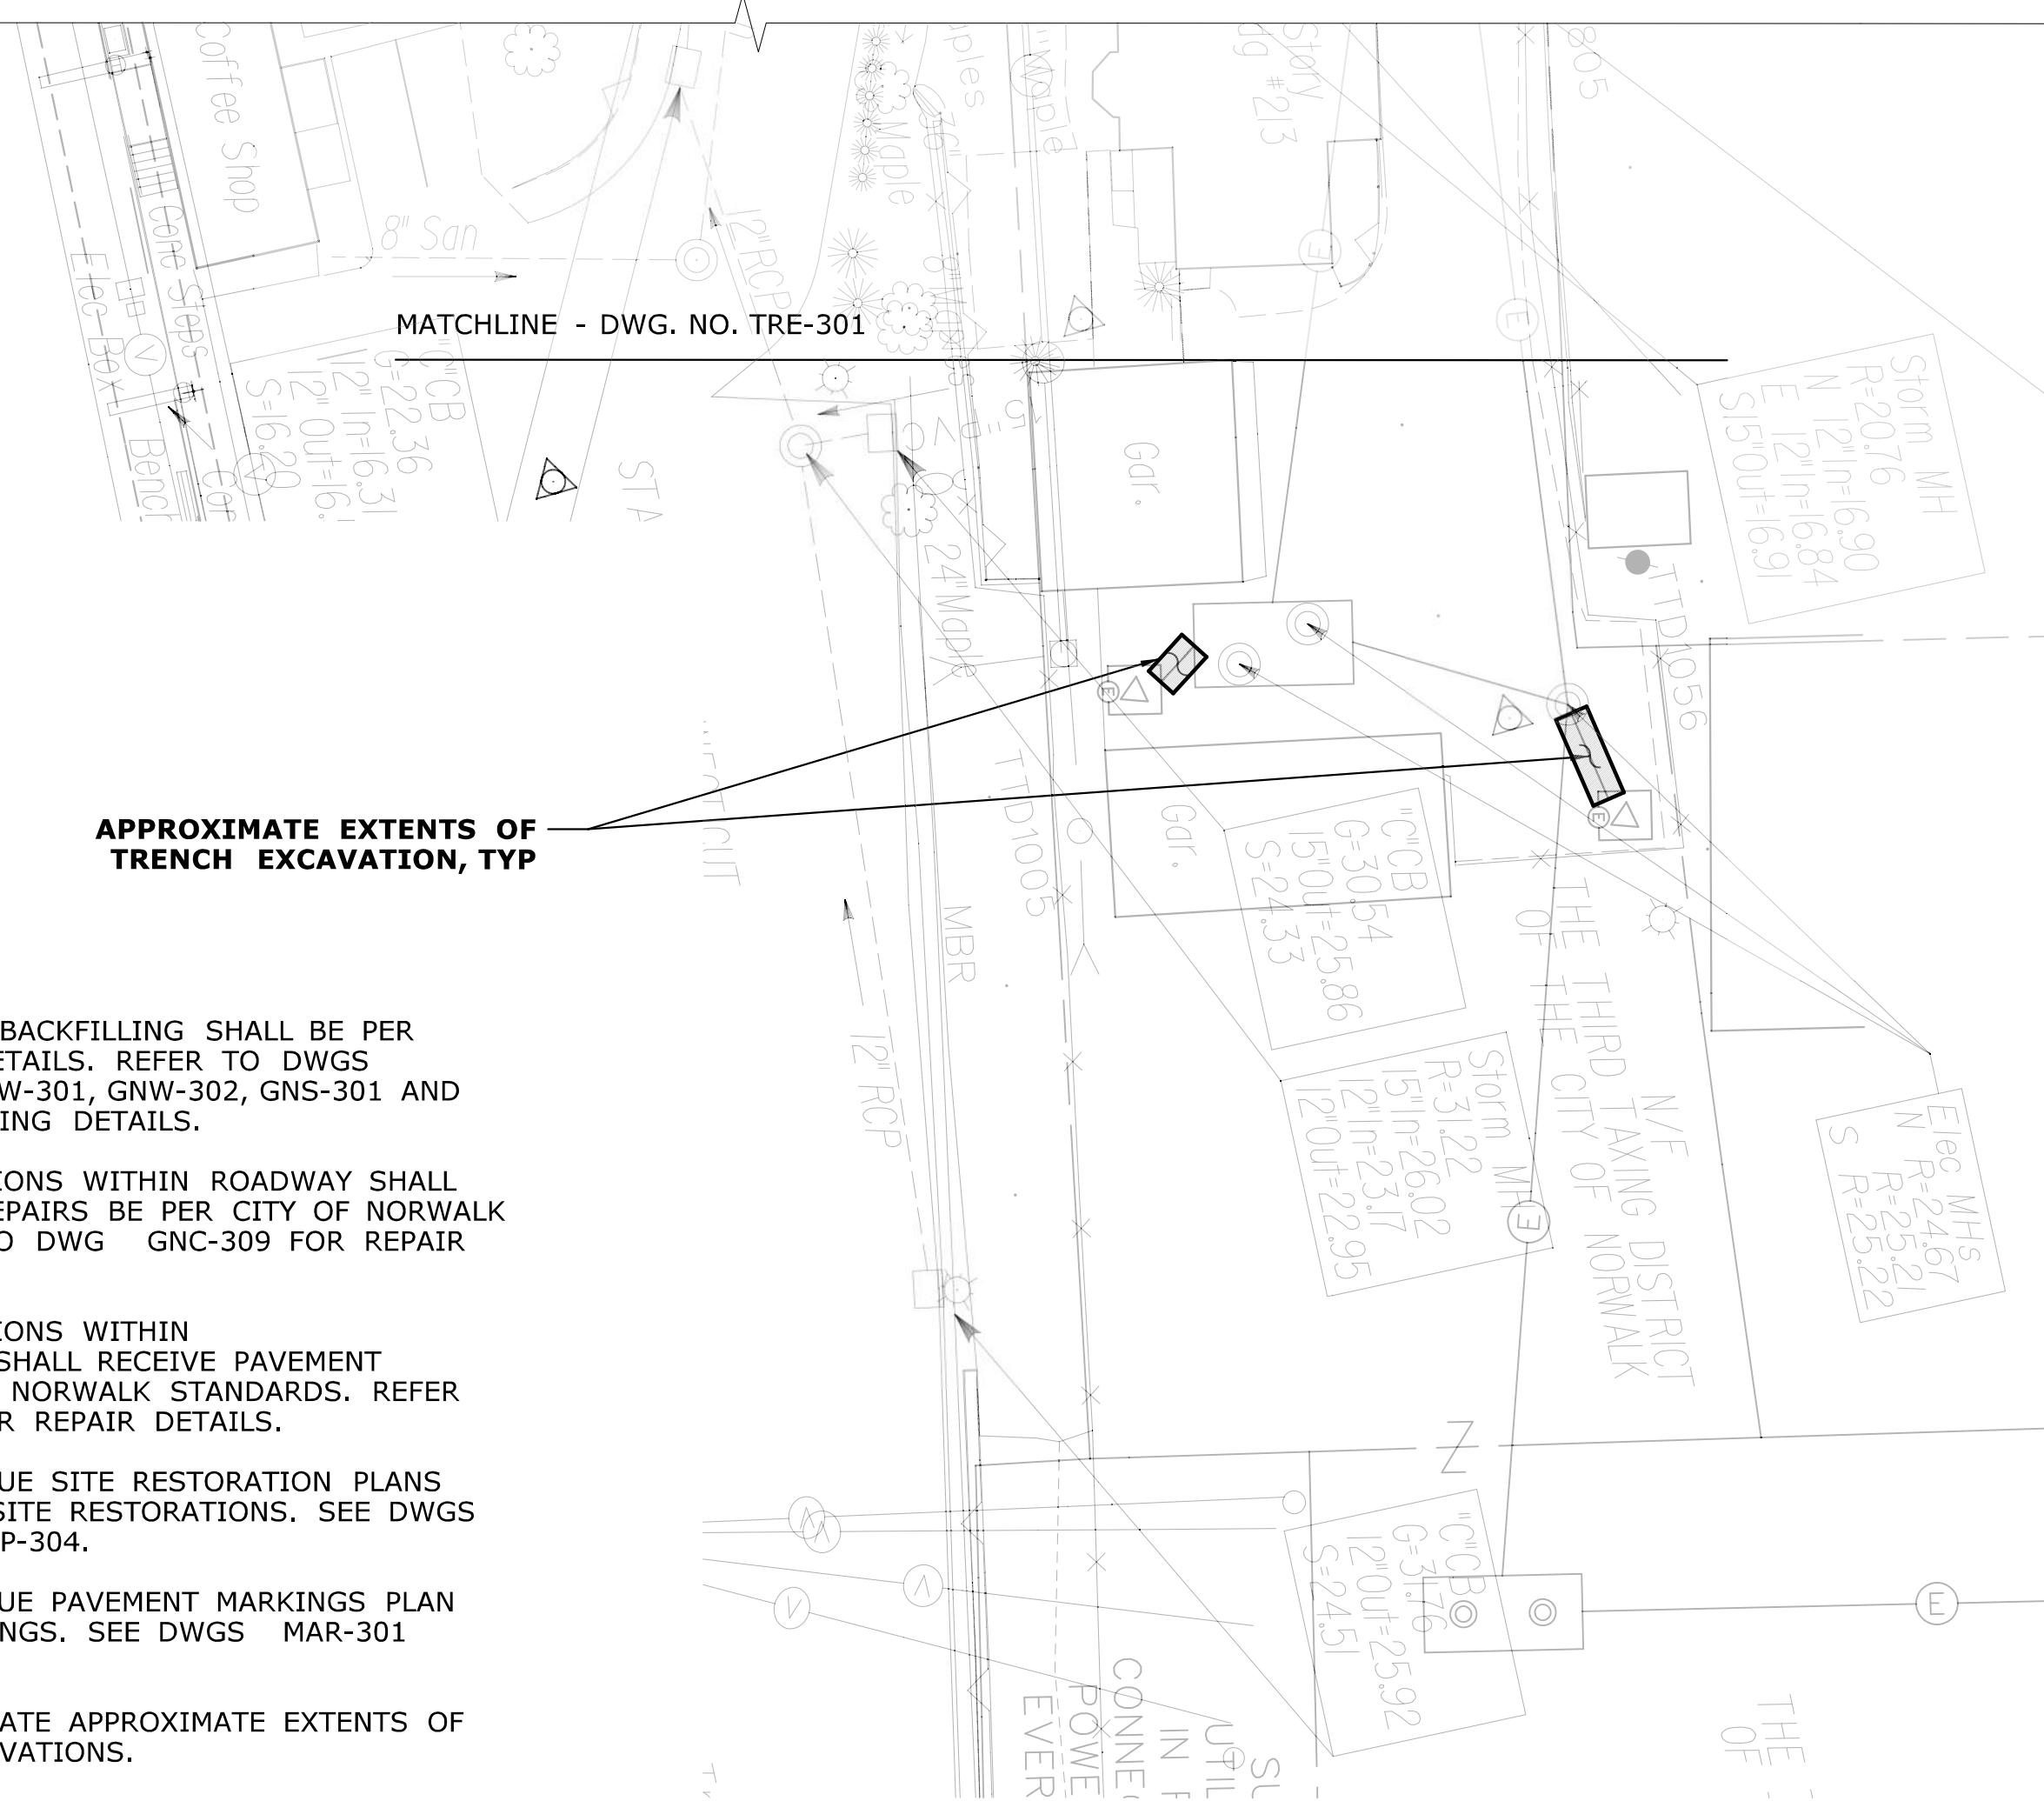 Coffee Shop
Conc Steps
Elec Box
Bench
8" San
12"RCP
Maple
"Maple
Story
g #213
805
MATCHLINE - DWG. NO. TRE-301
"C"CB
G=22.36
12"In=16.31
12"Out=16.
S=16.20
Gar.
Storm MH
R=20.76
N 12"In=16.90
E 12"In=16.84
S15"Out=16.91
24"Maple
TTD1056
TTD1005
APPROXIMATE EXTENTS OF
TRENCH EXCAVATION, TYP
Gar.
"C"CB
G=30.54
15"Out=25.86
S=24.33
MBR
12"RCP
THE THIRD TAXING DISTRICT
OF THE CITY OF NORWALK
N/F
Storm MH
R=31.22
15"In=26.02
12"In=23.17
12"Out=22.95
Elec MHs
N R=24.67
R=25.21
S R=25.22
BACKFILLING SHALL BE PER
ETAILS. REFER TO DWGS
W-301, GNW-302, GNS-301 AND
ING DETAILS.
IONS WITHIN ROADWAY SHALL
EPAIRS BE PER CITY OF NORWALK
O DWG GNC-309 FOR REPAIR
IONS WITHIN
SHALL RECEIVE PAVEMENT
NORWALK STANDARDS. REFER
R REPAIR DETAILS.
UE SITE RESTORATION PLANS
SITE RESTORATIONS. SEE DWGS
P-304.
UE PAVEMENT MARKINGS PLAN
NGS. SEE DWGS MAR-301
ATE APPROXIMATE EXTENTS OF
VATIONS.
"C"CB
G=31.76
12"Out=25.92
S=24.51
SU
UTIL
IN
CONNE
POWE
EVER
THE
OF